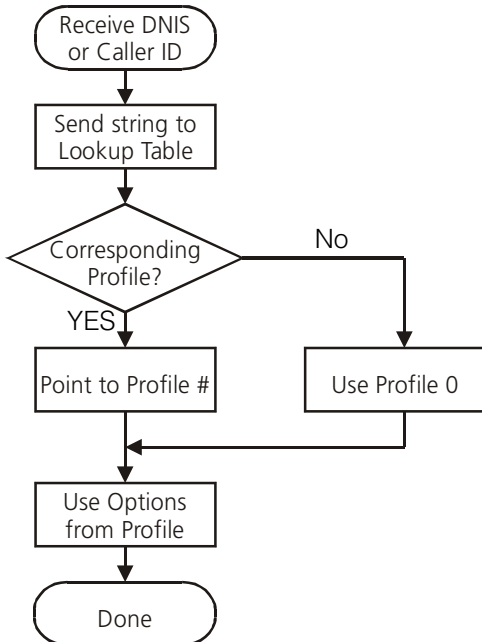 Receive DNIS
or Caller ID
Send string to
Lookup Table
Corresponding
Profile?
No
YES
Point to Profile #
Use Profile 0
Use Options
from Profile
Done